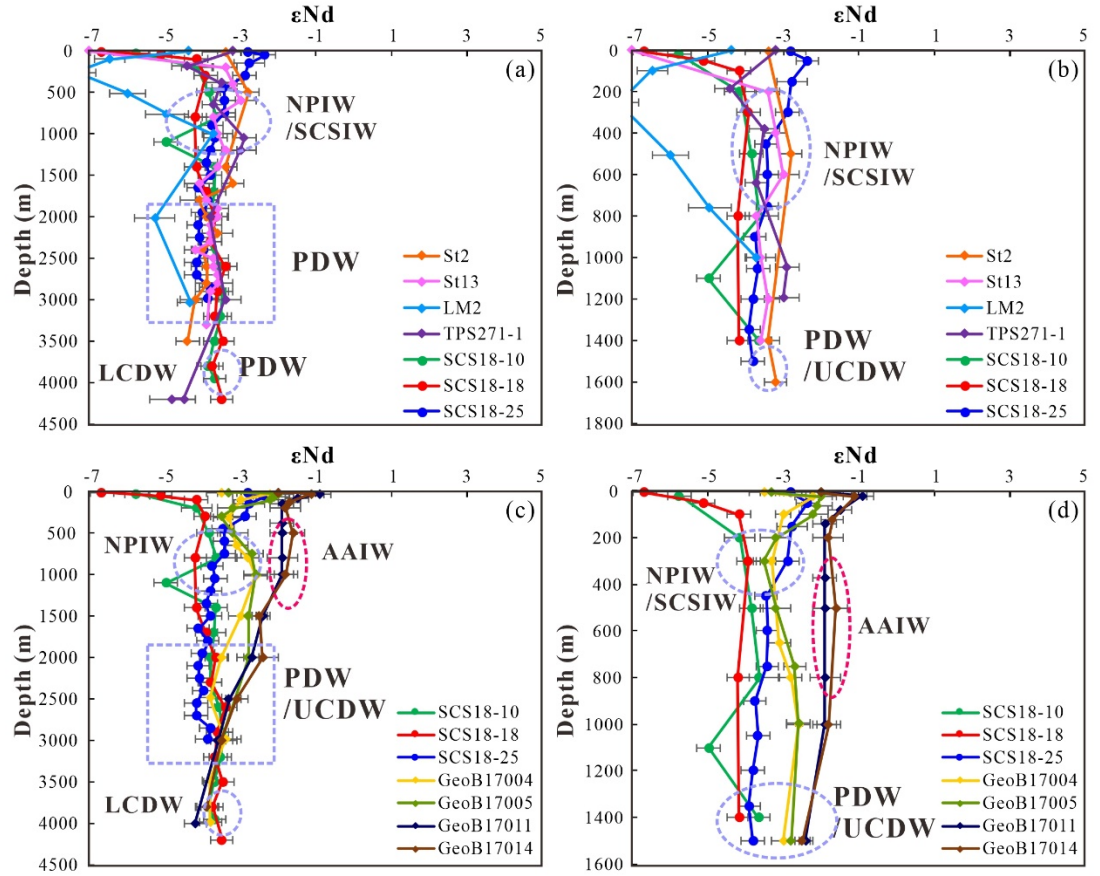 εNd
-7 -5 -3 -1 1 3 5
(a)
Depth (m)
0
500
1000
1500
2000
2500
3000
3500
4000
4500
NPIW
/SCSIW
PDW
LCDW
PDW
St2
St13
LM2
TPS271-1
SCS18-10
SCS18-18
SCS18-25
εNd
-7 -5 -3 -1 1 3 5
(b)
Depth (m)
0
200
400
600
800
1000
1200
1400
1600
1800
NPIW
/SCSIW
PDW
/UCDW
St2
St13
LM2
TPS271-1
SCS18-10
SCS18-18
SCS18-25
εNd
-7 -5 -3 -1 1 3 5
(c)
Depth (m)
0
500
1000
1500
2000
2500
3000
3500
4000
4500
NPIW
AAIW
PDW
/UCDW
LCDW
SCS18-10
SCS18-18
SCS18-25
GeoB17004
GeoB17005
GeoB17011
GeoB17014
εNd
-7 -5 -3 -1 1 3 5
(d)
Depth (m)
0
200
400
600
800
1000
1200
1400
1600
NPIW
/SCSIW
AAIW
PDW
/UCDW
SCS18-10
SCS18-18
SCS18-25
GeoB17004
GeoB17005
GeoB17011
GeoB17014